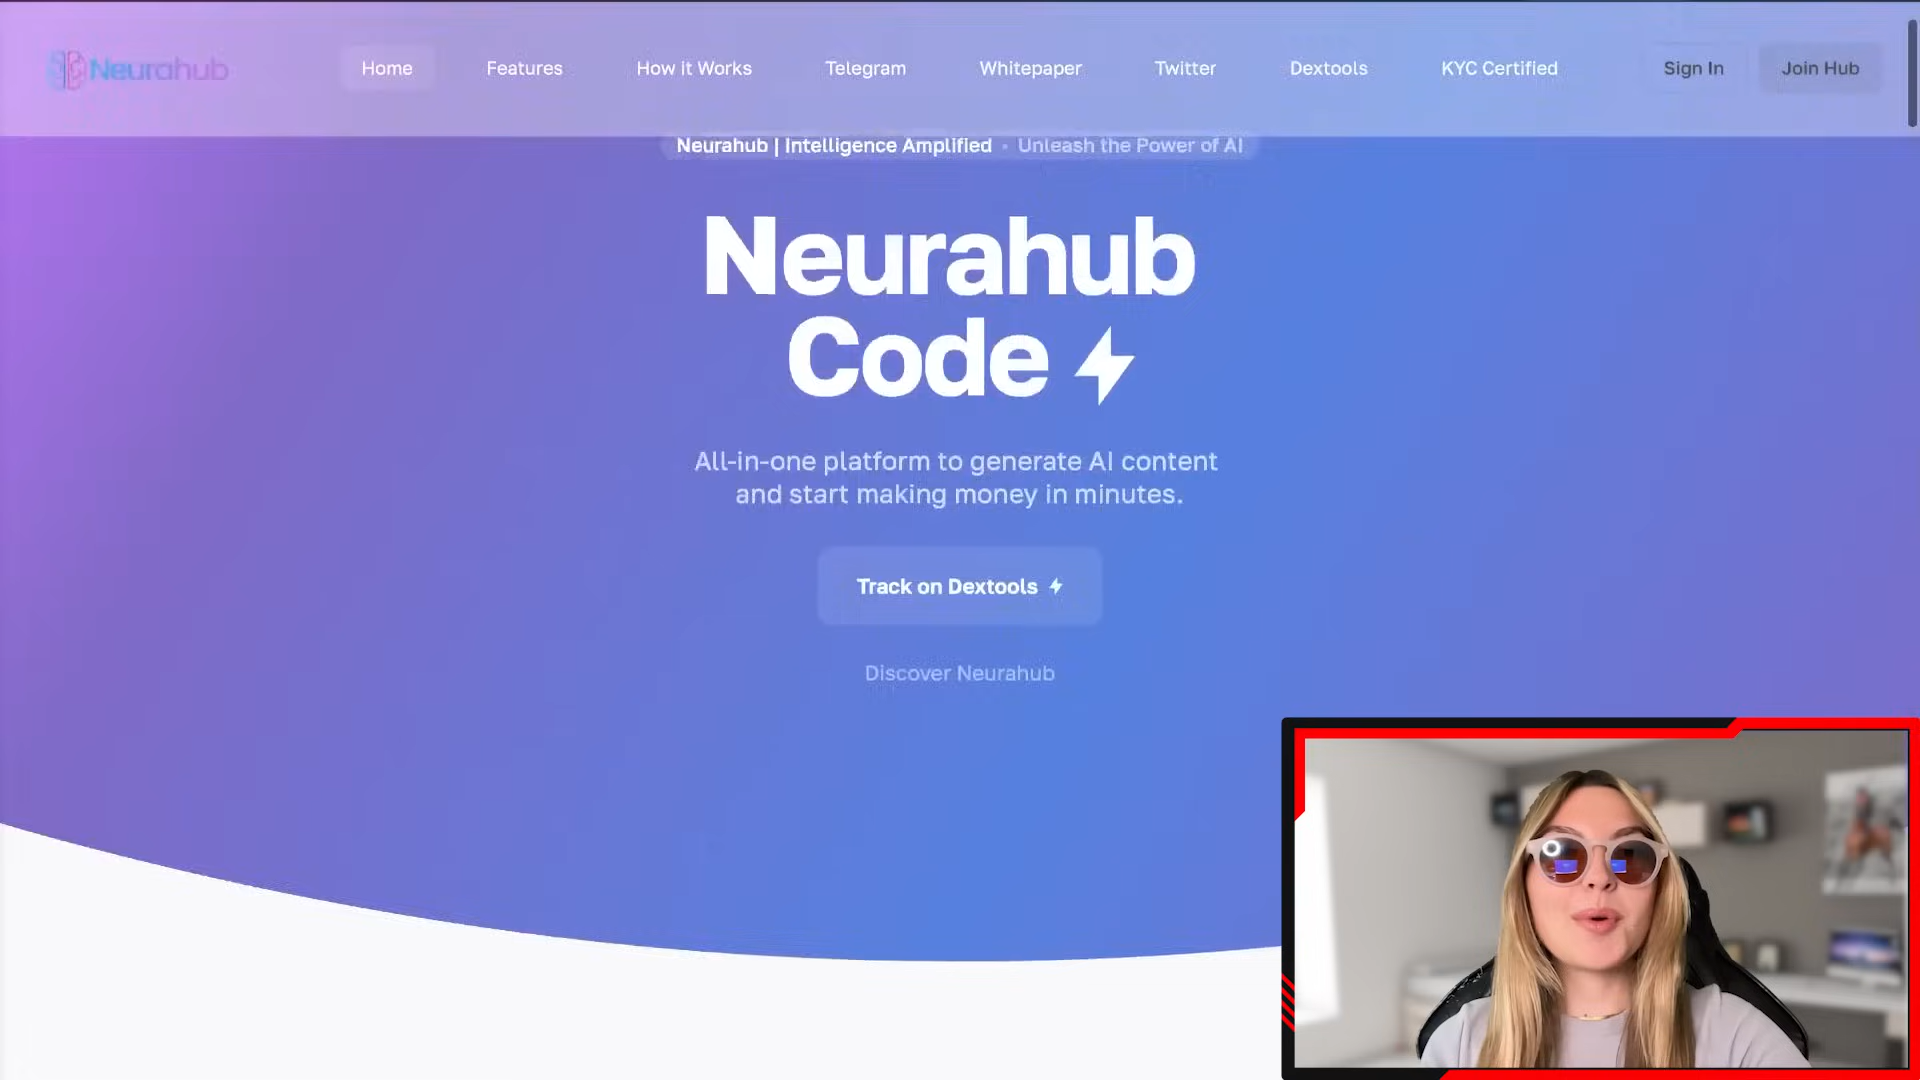 Neurahub
Home
Features
How it Works
Telegram
Whitepaper
Twitter
Dextools
KYC Certified
Sign In
Join Hub
Neurahub | Intelligence Amplified • Unleash the Power of AI
Neurahub
Code
All-in-one platform to generate AI content
and start making money in minutes.
Track on Dextools
Discover Neurahub